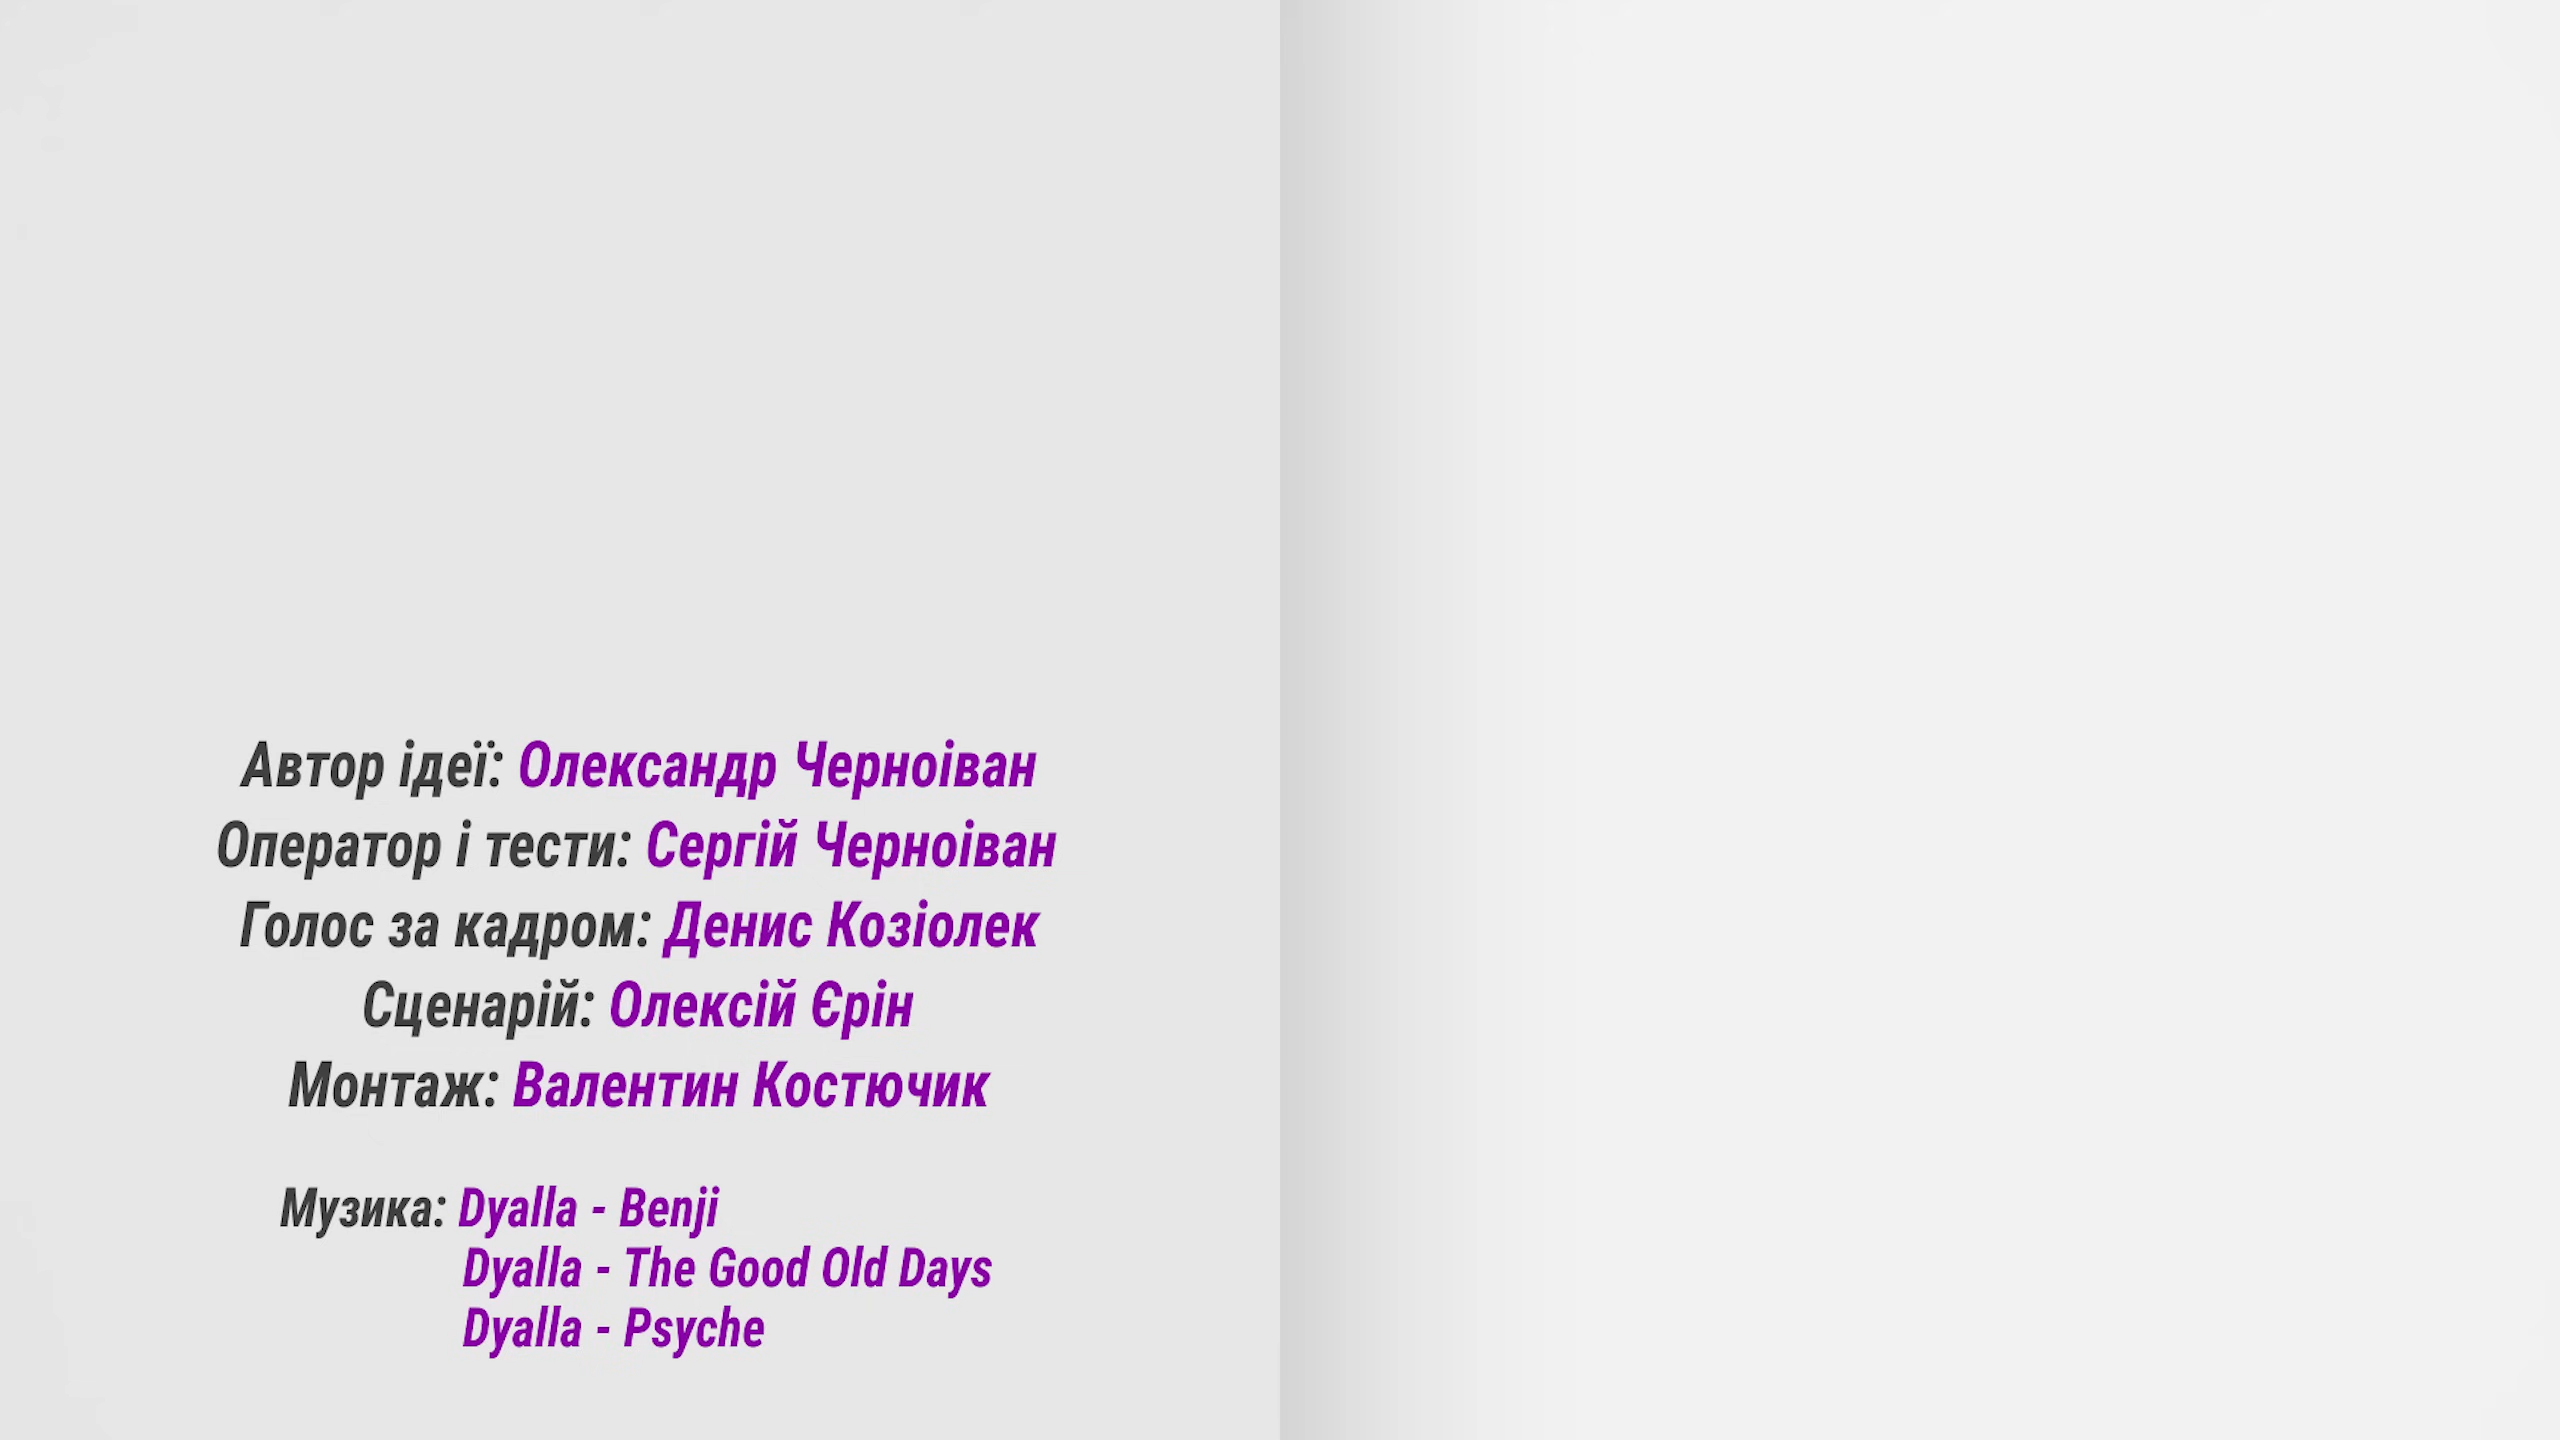 Автор ідеї: Олександр Черноіван
Оператор і тести: Сергій Черноіван
Голос за кадром: Денис Козіолек
Сценарій: Олексій Єрін
Монтаж: Валентин Костючик
Музика: Dyalla - Benji
Dyalla - The Good Old Days
Dyalla - Psyche